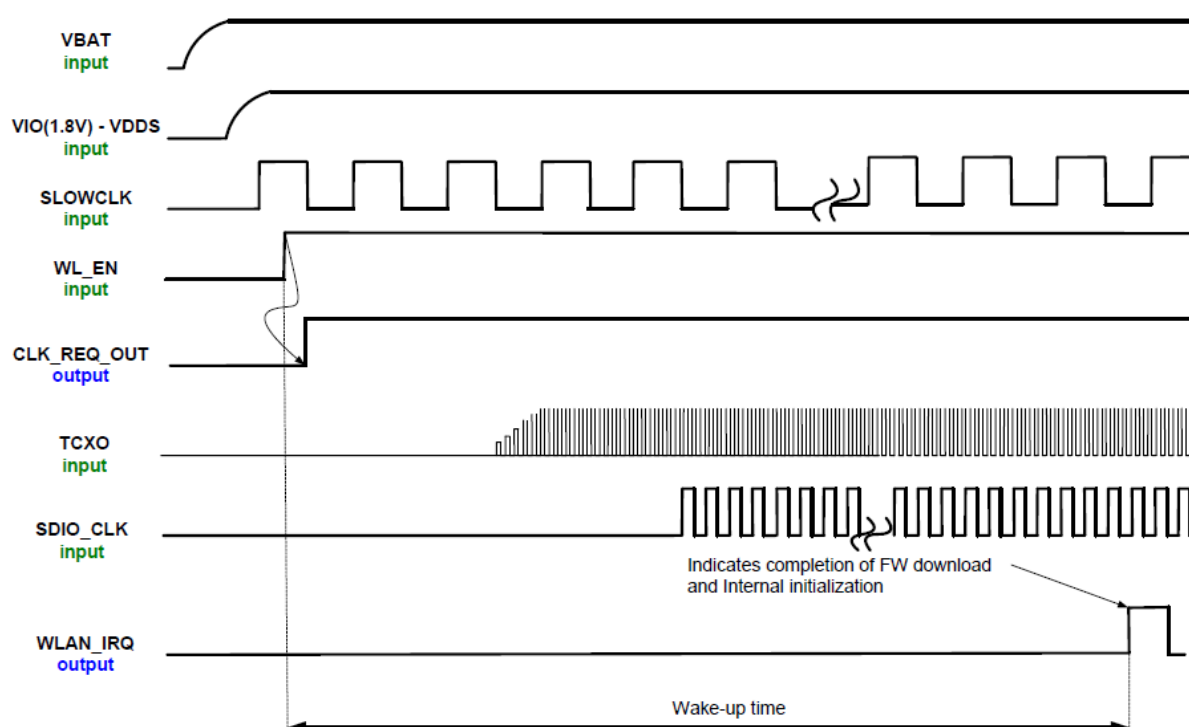 VBAT
input
VIO(1.8V) - VDDS
input
SLOWCLK
input
WL_EN
input
CLK_REQ_OUT
output
TCXO
input
SDIO_CLK
input
Indicates completion of FW download
and Internal initialization
WLAN_IRQ
output
Wake-up time